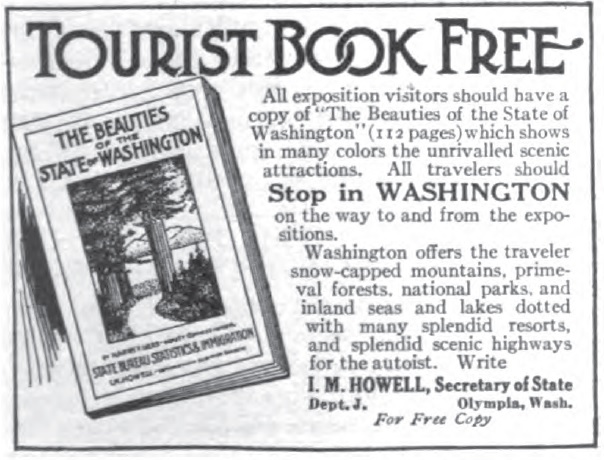 TOURIST BOOK FREE
THE BEAUTIES
OF THE
STATE OF WASHINGTON
STATE BUREAU STATISTICS & IMMIGRATION
All exposition visitors should have a
copy of "The Beauties of the State of
Washington" (112 pages) which shows
in many colors the unrivalled scenic
attractions. All travelers should
Stop in WASHINGTON
on the way to and from the expo-
sitions.
Washington offers the traveler
snow-capped mountains, prime-
val forests, national parks, and
inland seas and lakes dotted
with many splendid resorts,
and splendid scenic highways
for the autoist. Write
I. M. HOWELL, Secretary of State
Dept. J. Olympia, Wash.
For Free Copy